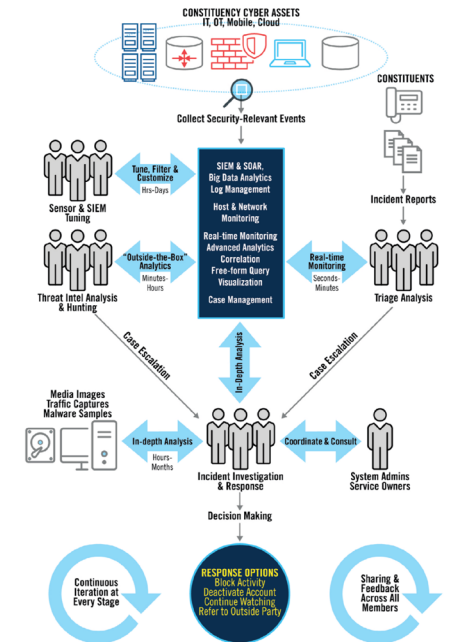 CONSTITUENCY CYBER ASSETS
IT, OT, Mobile, Cloud
CONSTITUENTS
Collect Security-Relevant Events
Tune, Filter &
Customize
Hrs-Days
Sensor & SIEM
Tuning
SIEM & SOAR,
Big Data Analytics
Log Management
Host & Network
Monitoring
Real-time Monitoring
Advanced Analytics
Correlation
Free-form Query
Visualization
Case Management
Incident Reports
"Outside-the-Box"
Analytics
Minutes-
Hours
Threat Intel Analysis
& Hunting
Real-time
Monitoring
Seconds-
Minutes
Triage Analysis
Case Escalation
In-Depth Analysis
Case Escalation
Media Images
Traffic Captures
Malware Samples
In-depth Analysis
Hours-
Months
Incident Investigation
& Response
Coordinate & Consult
System Admins
Service Owners
Decision Making
RESPONSE OPTIONS
Block Activity
Deactivate Account
Continue Watching
Refer to Outside Party
Continuous
Iteration at
Every Stage
Sharing &
Feedback
Across All
Members